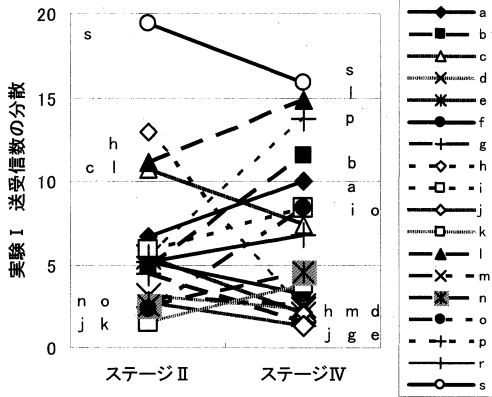 実験Ⅰ 送受信数の分散
20
15
10
5
0
s
h
c l
n o
j k
s
l
p
b
a
i o
h m d
j g e
ステージⅡ ステージⅣ
a
b
c
d
e
f
g
h
i
j
k
l
m
n
o
p
r
s